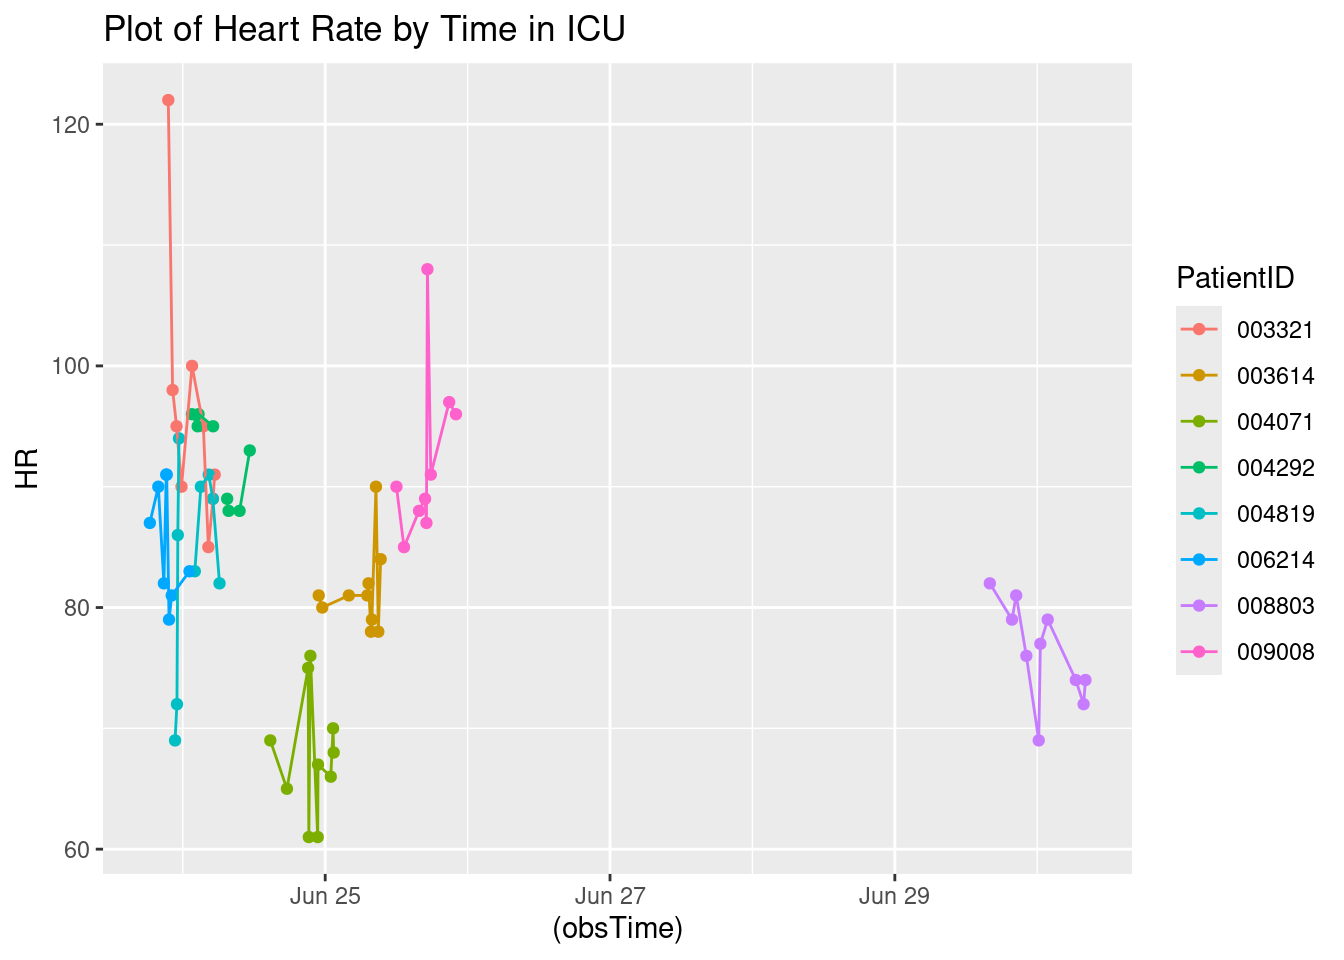 Plot of Heart Rate by Time in ICU
HR
120
100
80
60
Jun 25
Jun 27
Jun 29
(obsTime)
PatientID
003321
003614
004071
004292
004819
006214
008803
009008